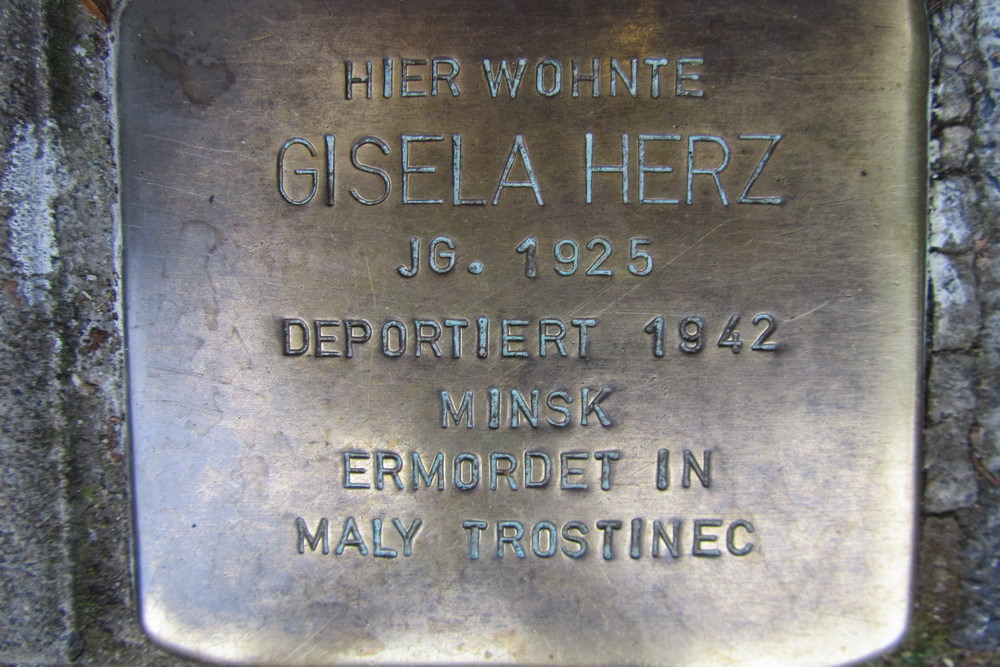 HIER WOHNTE
GISELA HERZ
JG. 1925
DEPORTIERT 1942
MINSK
ERMORDET IN
MALY TROSTINEC